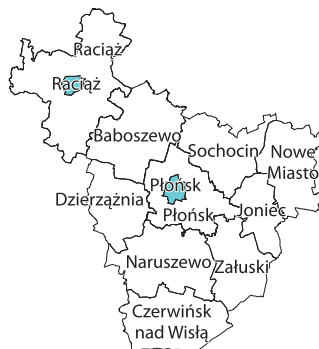 Raciąż
Raciąż
Baboszewo
Sochocin
Nowe
Miasto
Płońsk
Dzierzążnia
Płońsk
Joniec
Naruszewo
Załuski
Czerwińsk
nad Wisłą